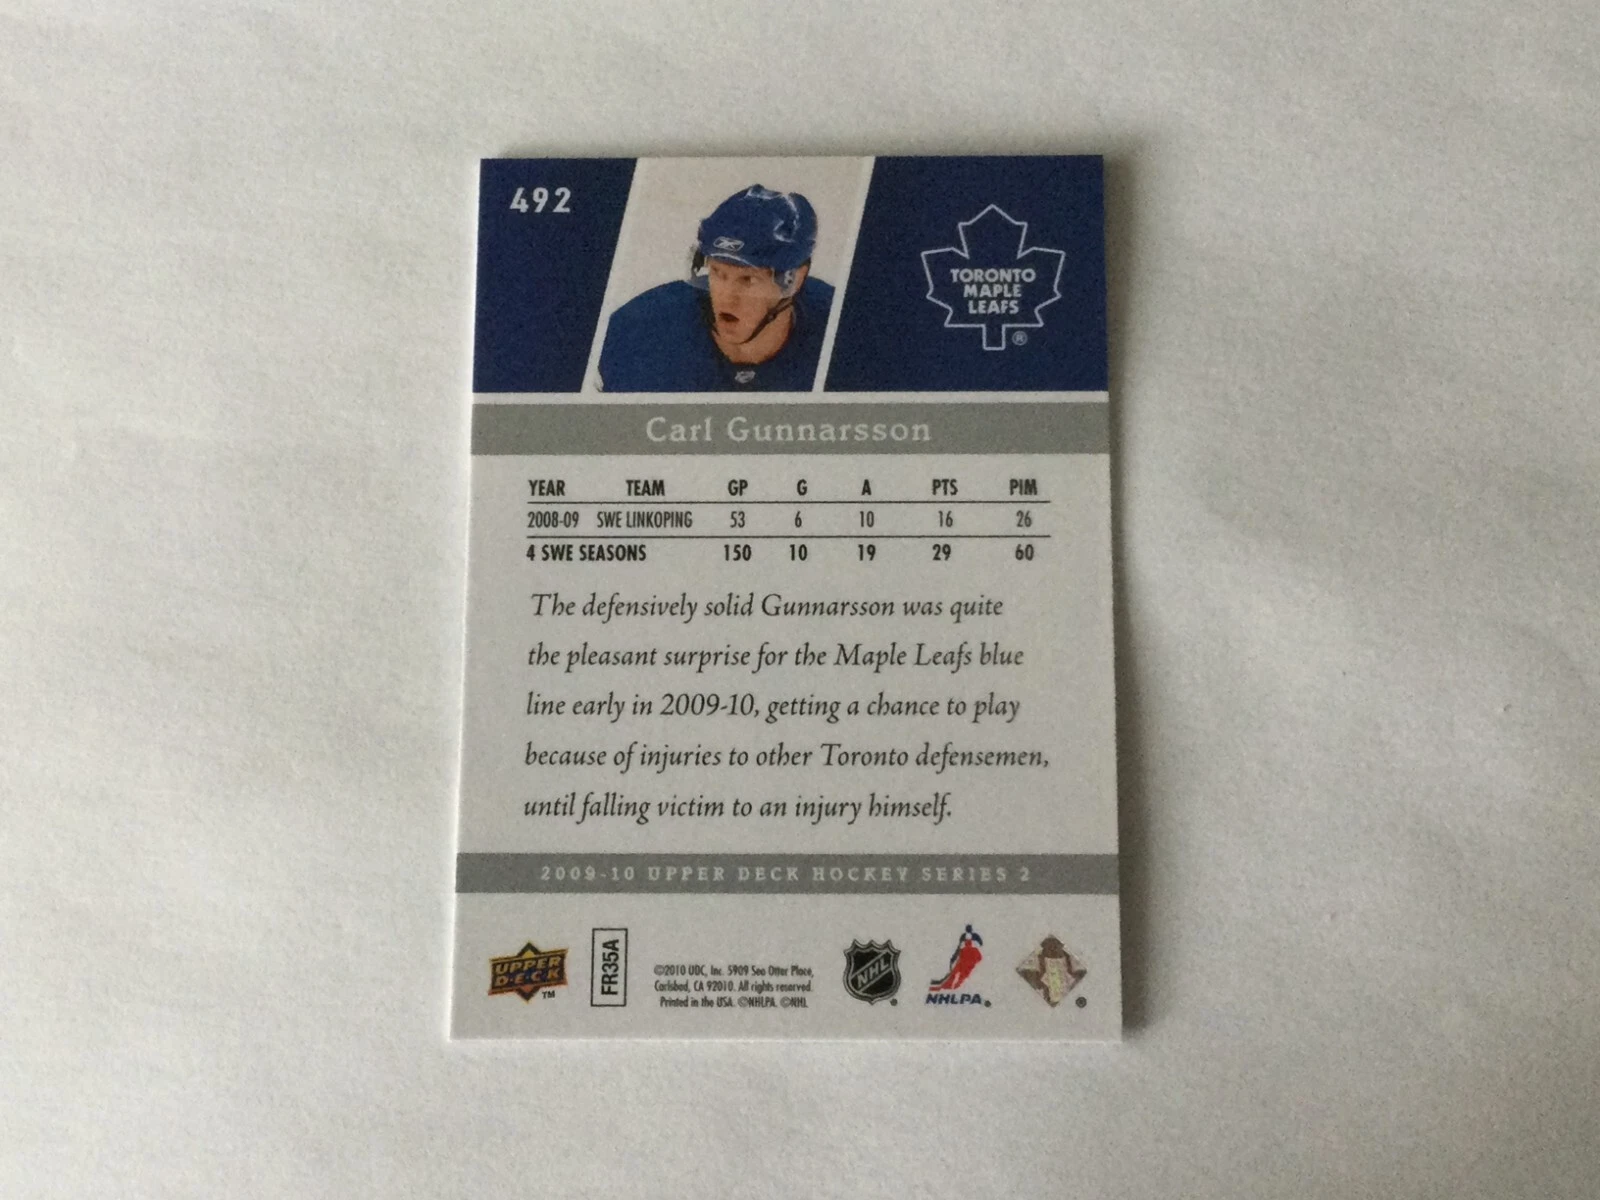 492
TORONTO
MAPLE
LEAFS
®
Carl Gunnarsson
YEAR TEAM GP G A PTS PIM
2008-09 SWE LINKOPING 53 6 10 16 26
4 SWE SEASONS 150 10 19 29 60
The defensively solid Gunnarsson was quite
the pleasant surprise for the Maple Leafs blue
line early in 2009-10, getting a chance to play
because of injuries to other Toronto defensemen,
until falling victim to an injury himself.
2009-10 UPPER DECK HOCKEY SERIES 2
UPPER
DECK
TM
FR35A
©2010 UDC, Inc. 5909 Sea Otter Place,
Carlsbad, CA 92010. All rights reserved.
Printed in the USA. ©NHLPA. ©NHL
NHL
NHLPA.
®